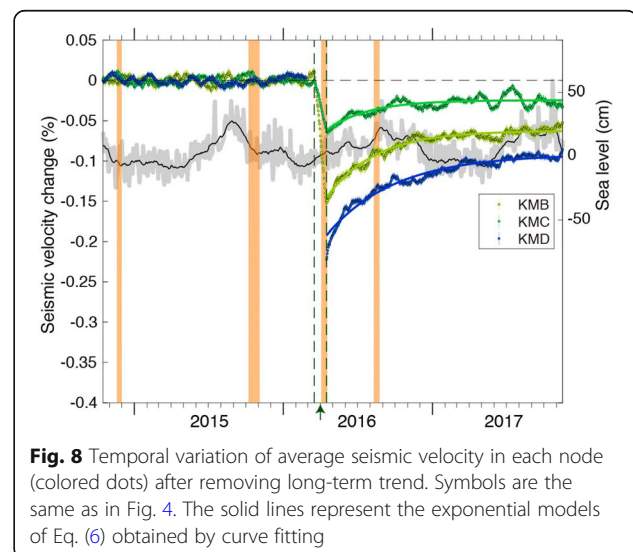 0.05
0
-0.05
-0.1
-0.15
-0.2
-0.25
-0.3
-0.35
-0.4
Seismic velocity change (%)
50
0
-50
Sea level (cm)
KMB
KMC
KMD
2015
2016
2017
Fig. 8 Temporal variation of average seismic velocity in each node
(colored dots) after removing long-term trend. Symbols are the
same as in Fig. 4. The solid lines represent the exponential models
of Eq. (6) obtained by curve fitting